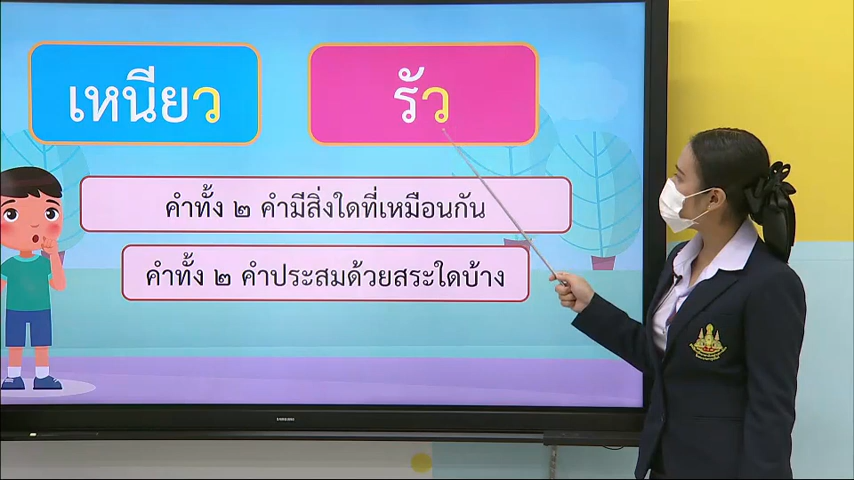 เหนียว
รัว
คำทั้ง ๒ คำมีสิ่งใดที่เหมือนกัน
คำทั้ง ๒ คำประสมด้วยสระใดบ้าง
SAMSUNG